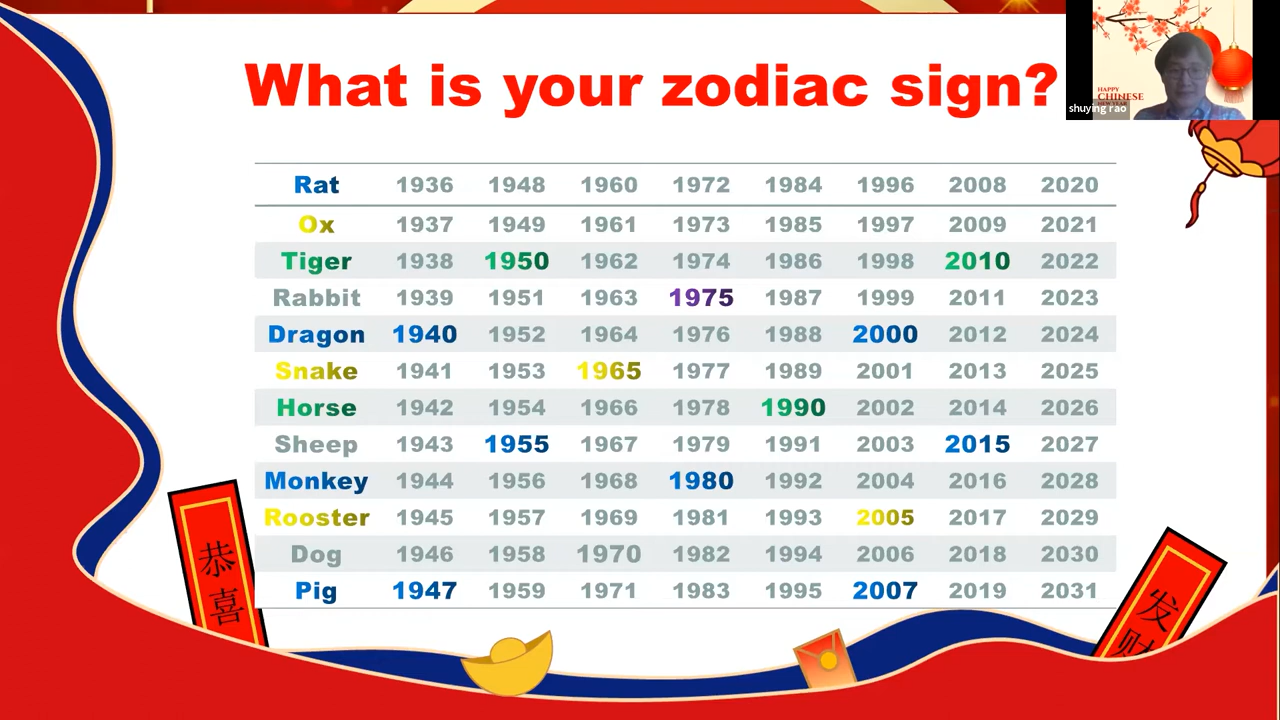 What is your zodiac sign?
HAPPY
CHINESE
NEW YEAR
shuying rao
Rat 1936 1948 1960 1972 1984 1996 2008 2020
Ox 1937 1949 1961 1973 1985 1997 2009 2021
Tiger 1938 1950 1962 1974 1986 1998 2010 2022
Rabbit 1939 1951 1963 1975 1987 1999 2011 2023
Dragon 1940 1952 1964 1976 1988 2000 2012 2024
Snake 1941 1953 1965 1977 1989 2001 2013 2025
Horse 1942 1954 1966 1978 1990 2002 2014 2026
Sheep 1943 1955 1967 1979 1991 2003 2015 2027
Monkey 1944 1956 1968 1980 1992 2004 2016 2028
Rooster 1945 1957 1969 1981 1993 2005 2017 2029
Dog 1946 1958 1970 1982 1994 2006 2018 2030
Pig 1947 1959 1971 1983 1995 2007 2019 2031
恭喜
发财